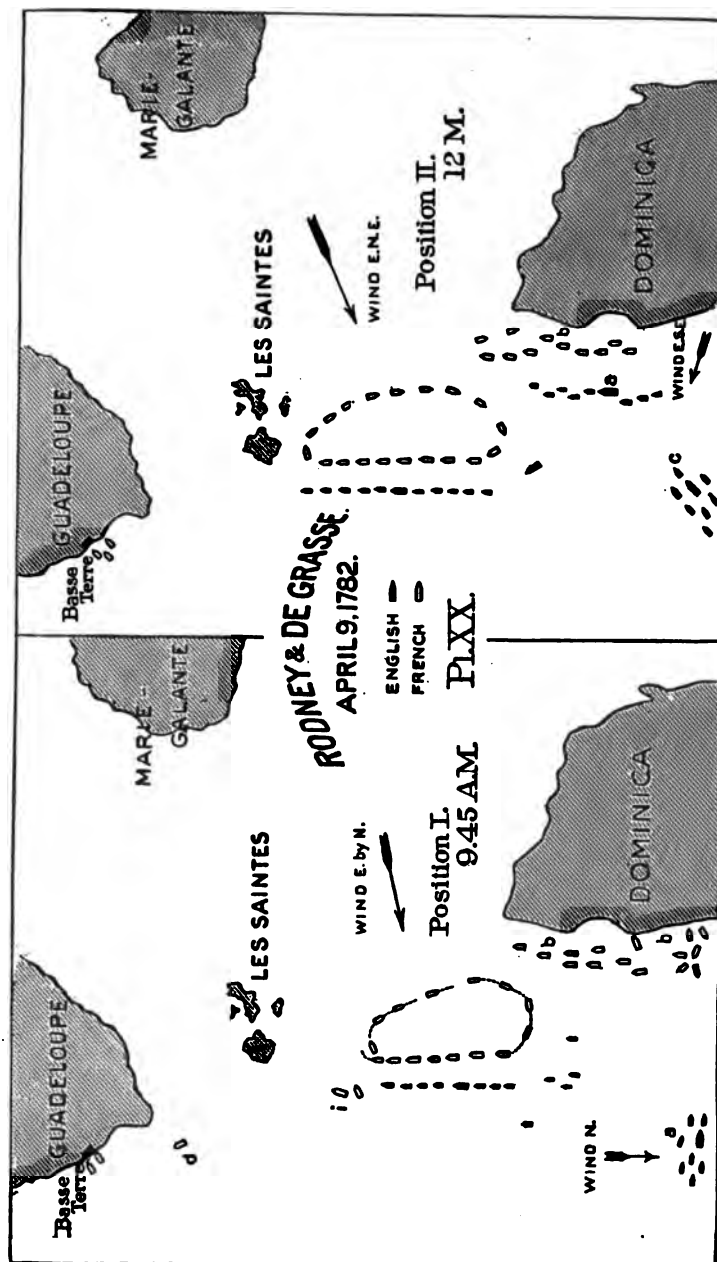 GUADELOUPE
Basse
Terre
d
MARIE-
GALANTE
LES SAINTES
i
WIND E. by N.
Position I.
9.45 A.M
WIND N.
a
b
b
DOMINICA
RODNEY & DE GRASSE.
APRIL 9, 1782.
ENGLISH
FRENCH
Pl. XX.
GUADELOUPE
Basse
Terre
MARIE-
GALANTE
LES SAINTES
WIND E.N.E.
Position II.
12 M.
b
a
WIND E.S.E.
c
DOMINICA